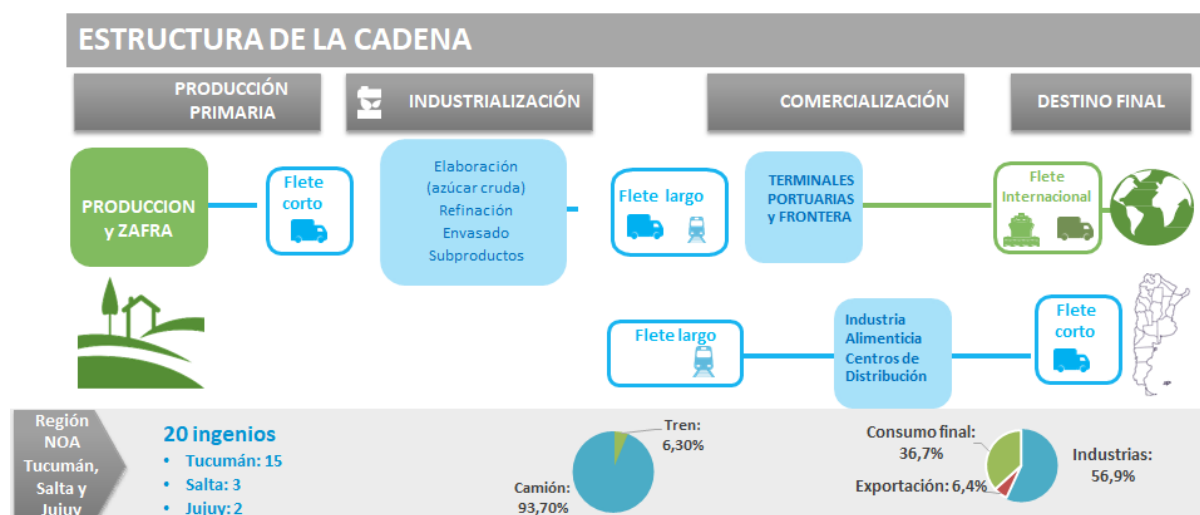 ESTRUCTURA DE LA CADENA
PRODUCCIÓN
PRIMARIA
INDUSTRIALIZACIÓN
COMERCIALIZACIÓN
DESTINO FINAL
PRODUCCION
y ZAFRA
Flete
corto
Elaboración
(azúcar cruda)
Refinación
Envasado
Subproductos
Flete largo
TERMINALES
PORTUARIAS
y FRONTERA
Flete
Internacional
Flete largo
Industria
Alimenticia
Centros de
Distribución
Flete
corto
Región
NOA
Tucumán,
Salta y
Jujuy
20 ingenios
• Tucumán: 15
• Salta: 3
• Jujuy: 2
Tren:
6,30%
Camión:
93,70%
Consumo final:
36,7%
Exportación: 6,4%
Industrias:
56,9%